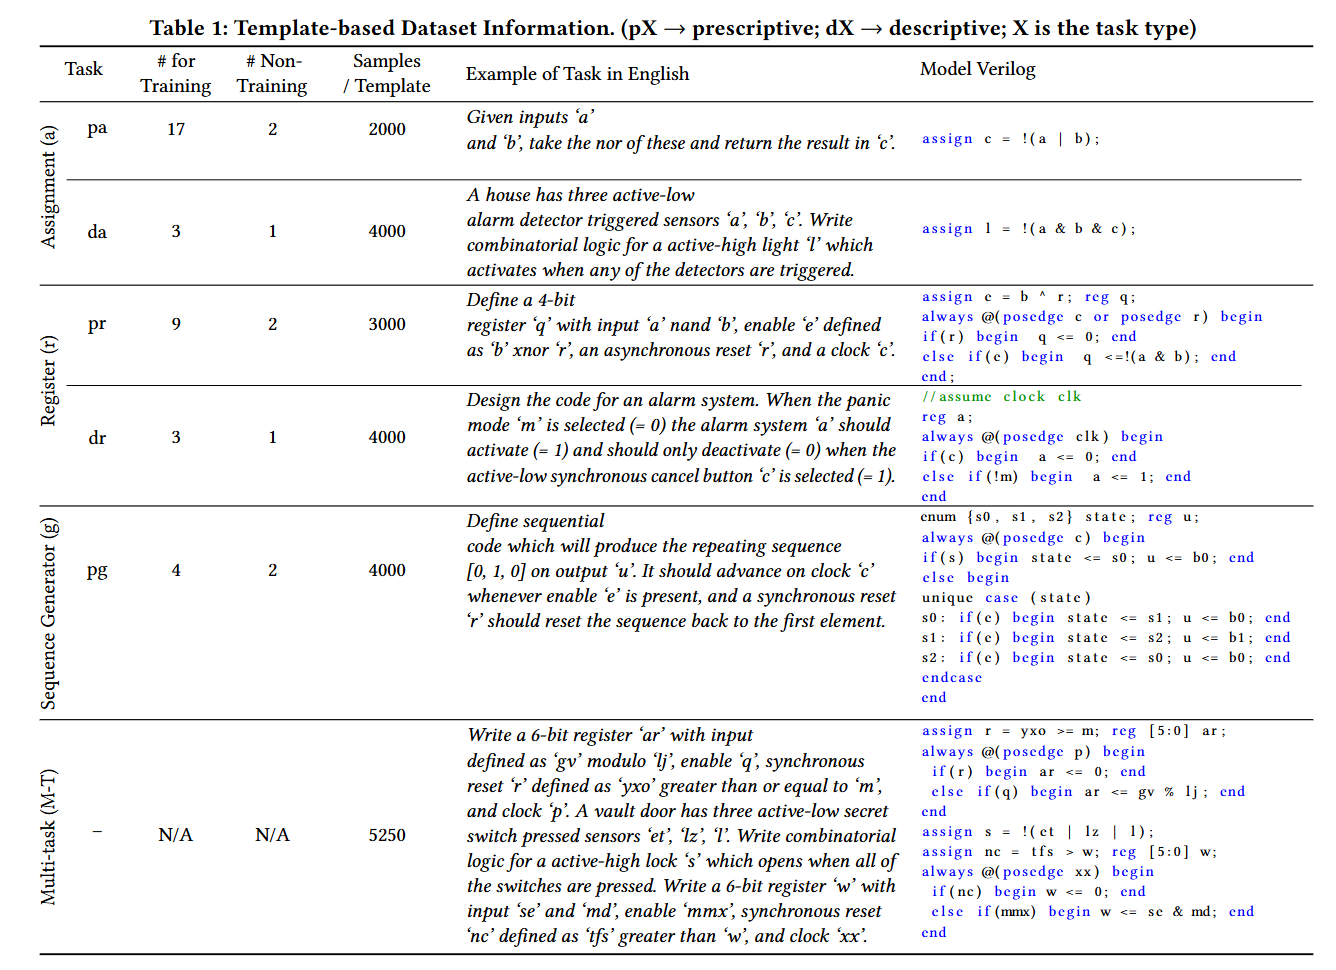 Table 1: Template-based Dataset Information. (pX → prescriptive; dX → descriptive; X is the task type)
Task # for Training # Non-Training Samples / Template Example of Task in English Model Verilog
Assignment (a)
pa 17 2 2000
Given inputs ‘a’
and ‘b’, take the nor of these and return the result in ‘c’.
assign c = !(a | b);
da 3 1 4000
A house has three active-low
alarm detector triggered sensors ‘a’, ‘b’, ‘c’. Write
combinatorial logic for a active-high light ‘l’ which
activates when any of the detectors are triggered.
assign l = !(a & b & c);
Register (r)
pr 9 2 3000
Define a 4-bit
register ‘q’ with input ‘a’ nand ‘b’, enable ‘e’ defined
as ‘b’ xnor ‘r’, an asynchronous reset ‘r’, and a clock ‘c’.
assign e = b ^ r; reg q;
always @(posedge c or posedge r) begin
if(r) begin q <= 0; end
else if(e) begin q <=!(a & b); end
end;
dr 3 1 4000
Design the code for an alarm system. When the panic
mode ‘m’ is selected (= 0) the alarm system ‘a’ should
activate (= 1) and should only deactivate (= 0) when the
active-low synchronous cancel button ‘c’ is selected (= 1).
//assume clock clk
reg a;
always @(posedge clk) begin
if(c) begin a <= 0; end
else if(!m) begin a <= 1; end
end
Sequence Generator (g)
pg 4 2 4000
Define sequential
code which will produce the repeating sequence
[0, 1, 0] on output ‘u’. It should advance on clock ‘c’
whenever enable ‘e’ is present, and a synchronous reset
‘r’ should reset the sequence back to the first element.
enum {s0, s1, s2} state; reg u;
always @(posedge c) begin
if(s) begin state <= s0; u <= b0; end
else begin
unique case (state)
s0: if(e) begin state <= s1; u <= b0; end
s1: if(e) begin state <= s2; u <= b1; end
s2: if(e) begin state <= s0; u <= b0; end
endcase
end
Multi-task (M-T)
– N/A N/A 5250
Write a 6-bit register ‘ar’ with input
defined as ‘gv’ modulo ‘lj’, enable ‘q’, synchronous
reset ‘r’ defined as ‘yxo’ greater than or equal to ‘m’,
and clock ‘p’. A vault door has three active-low secret
switch pressed sensors ‘et’, ‘lz’, ‘l’. Write combinatorial
logic for a active-high lock ‘s’ which opens when all of
the switches are pressed. Write a 6-bit register ‘w’ with
input ‘se’ and ‘md’, enable ‘mmx’, synchronous reset
‘nc’ defined as ‘tfs’ greater than ‘w’, and clock ‘xx’.
assign r = yxo >= m; reg [5:0] ar;
always @(posedge p) begin
if(r) begin ar <= 0; end
else if(q) begin ar <= gv % lj; end
end
assign s = !(et | lz | l);
assign nc = tfs > w; reg [5:0] w;
always @(posedge xx) begin
if(nc) begin w <= 0; end
else if(mmx) begin w <= se & md; end
end